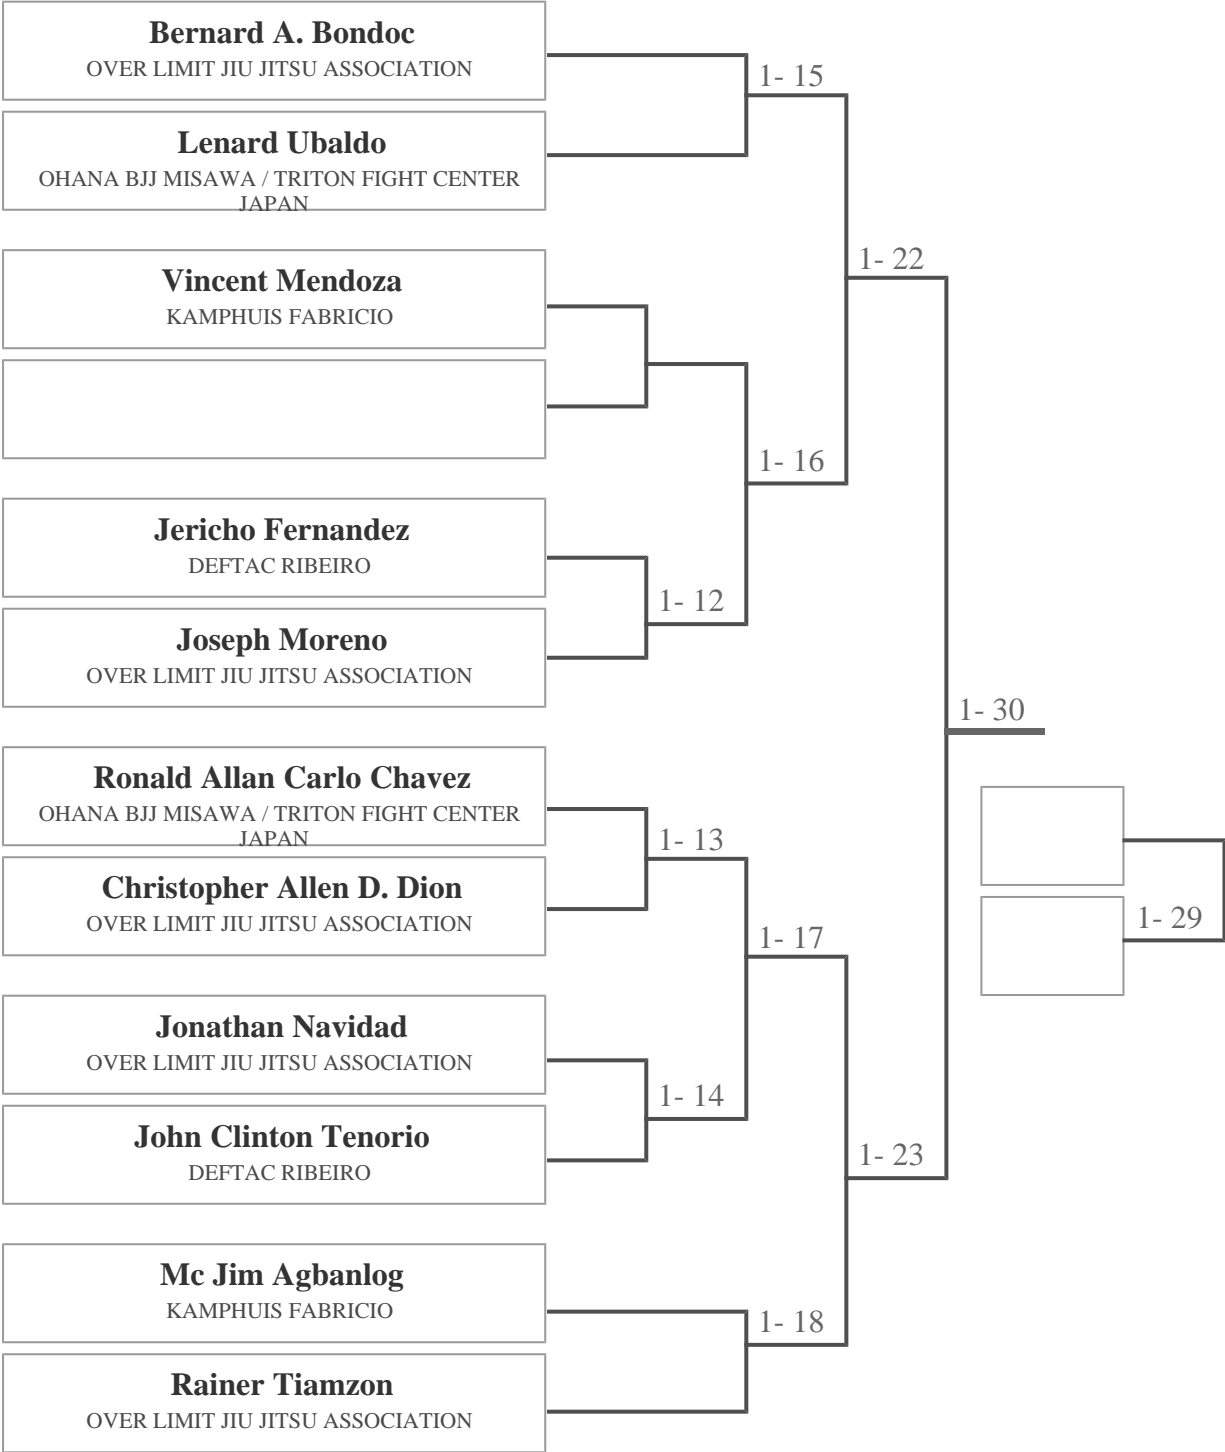 Bernard A. Bondoc
OVER LIMIT JIU JITSU ASSOCIATION
1- 15
Lenard Ubaldo
OHANA BJJ MISAWA / TRITON FIGHT CENTER
JAPAN
1- 22
Vincent Mendoza
KAMPHUIS FABRICIO
1- 16
Jericho Fernandez
DEFTAC RIBEIRO
1- 12
Joseph Moreno
OVER LIMIT JIU JITSU ASSOCIATION
1- 30
Ronald Allan Carlo Chavez
OHANA BJJ MISAWA / TRITON FIGHT CENTER
JAPAN
1- 13
Christopher Allen D. Dion
OVER LIMIT JIU JITSU ASSOCIATION
1- 29
1- 17
Jonathan Navidad
OVER LIMIT JIU JITSU ASSOCIATION
1- 14
John Clinton Tenorio
DEFTAC RIBEIRO
1- 23
Mc Jim Agbanlog
KAMPHUIS FABRICIO
1- 18
Rainer Tiamzon
OVER LIMIT JIU JITSU ASSOCIATION